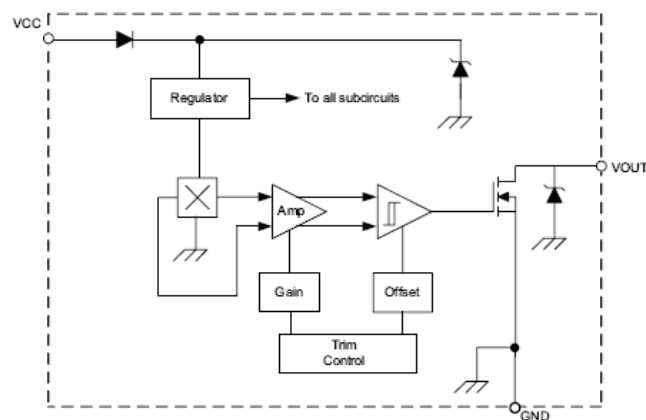 VCC
Regulator
To all subcircuits
VOUT
Amp
Gain
Offset
Trim
Control
GND